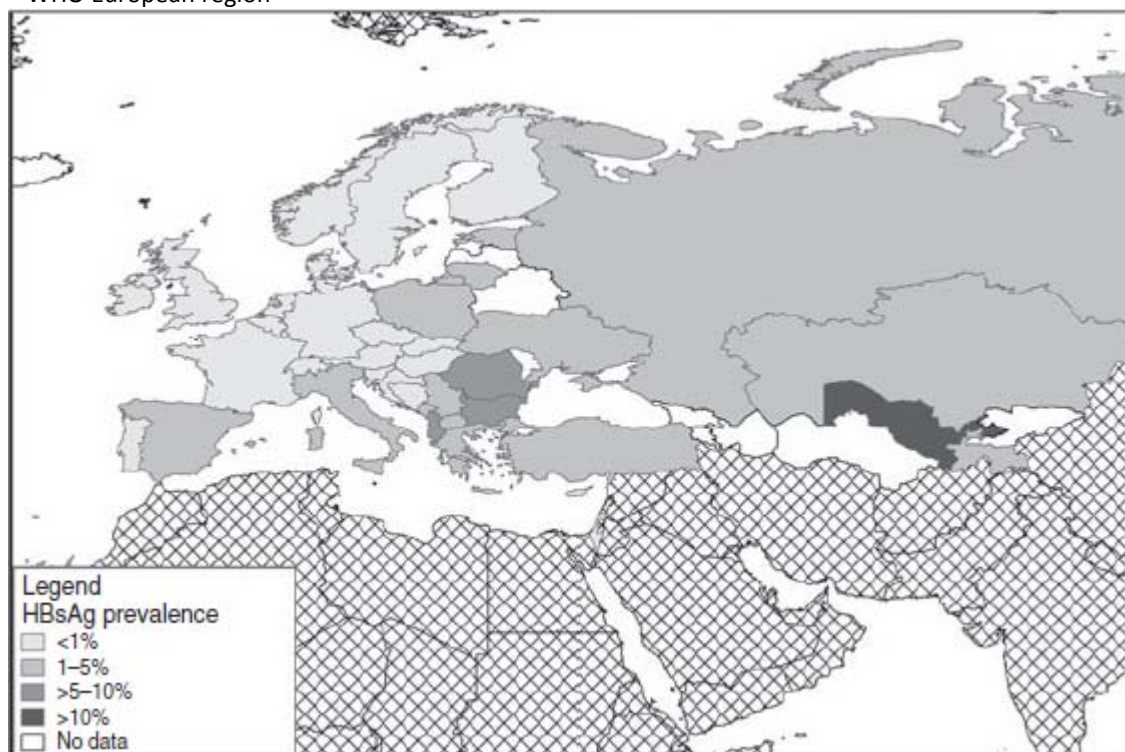 WHO European region
Legend
HBsAg prevalence
<1%
1–5%
>5–10%
>10%
No data